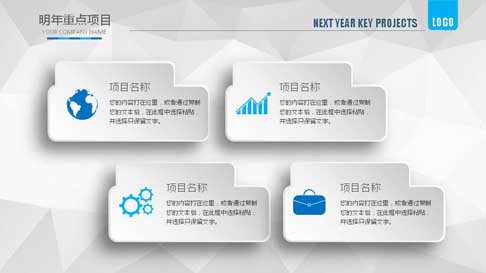 明年重点项目
YOUR COMPANY NAME
NEXT YEAR KEY PROJECTS
LOGO
项目名称
您的内容打在这里，或者通过复制
您的文本后，在此框中选择粘贴，
并选择只保留文字。
项目名称
您的内容打在这里，或者通过复制
您的文本后，在此框中选择粘贴，
并选择只保留文字。
项目名称
您的内容打在这里，或者通过复制
您的文本后，在此框中选择粘贴，
并选择只保留文字。
项目名称
您的内容打在这里，或者通过复制
您的文本后，在此框中选择粘贴，
并选择只保留文字。